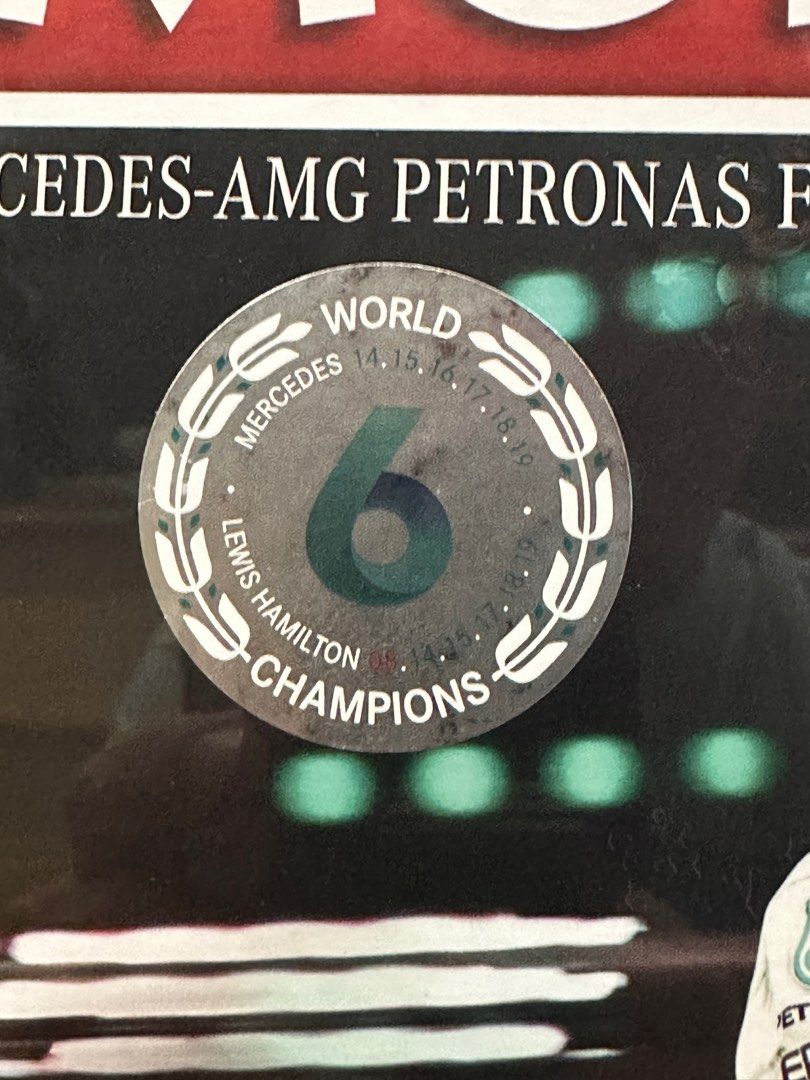 CEDES-AMG PETRONAS F
WORLD
MERCEDES 14.15.16.17.18.19
6
LEWIS HAMILTON 08.14.15.17.18.19
CHAMPIONS
PET